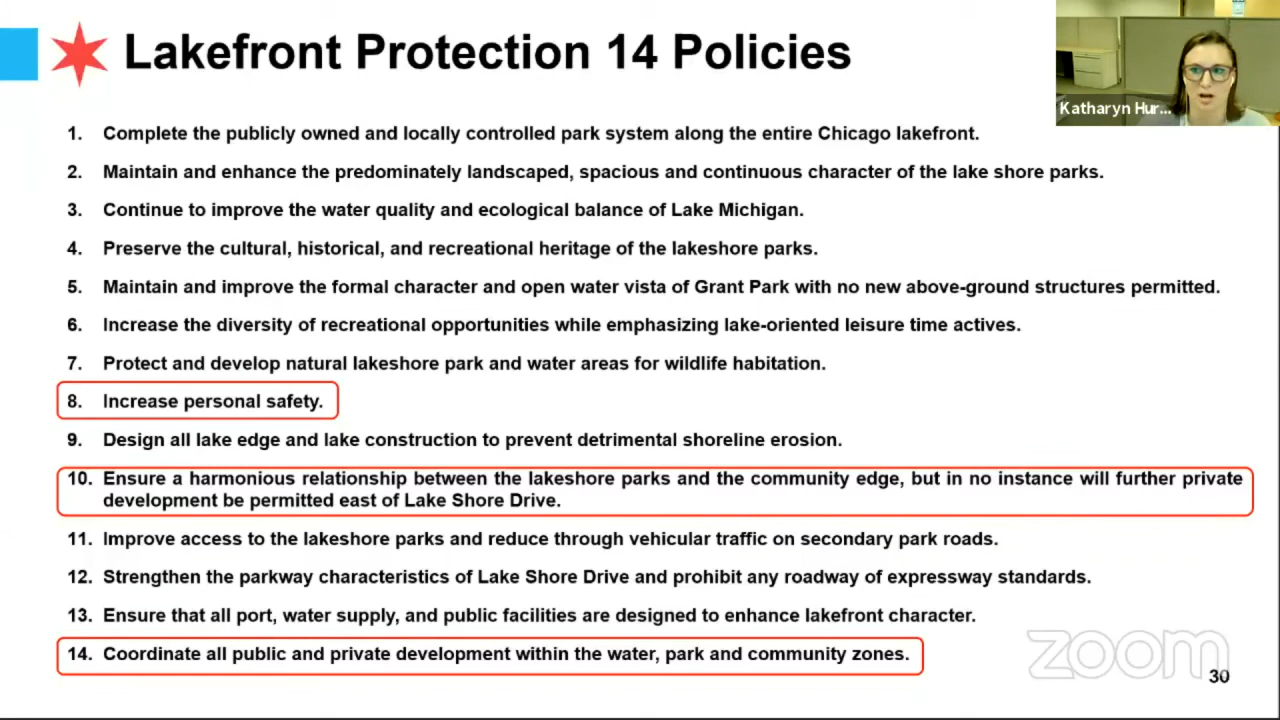 Lakefront Protection 14 Policies
Katharyn Hur...
1. Complete the publicly owned and locally controlled park system along the entire Chicago lakefront.
2. Maintain and enhance the predominately landscaped, spacious and continuous character of the lake shore parks.
3. Continue to improve the water quality and ecological balance of Lake Michigan.
4. Preserve the cultural, historical, and recreational heritage of the lakeshore parks.
5. Maintain and improve the formal character and open water vista of Grant Park with no new above-ground structures permitted.
6. Increase the diversity of recreational opportunities while emphasizing lake-oriented leisure time actives.
7. Protect and develop natural lakeshore park and water areas for wildlife habitation.
8. Increase personal safety.
9. Design all lake edge and lake construction to prevent detrimental shoreline erosion.
10. Ensure a harmonious relationship between the lakeshore parks and the community edge, but in no instance will further private
development be permitted east of Lake Shore Drive.
11. Improve access to the lakeshore parks and reduce through vehicular traffic on secondary park roads.
12. Strengthen the parkway characteristics of Lake Shore Drive and prohibit any roadway of expressway standards.
13. Ensure that all port, water supply, and public facilities are designed to enhance lakefront character.
14. Coordinate all public and private development within the water, park and community zones.
zoom
30